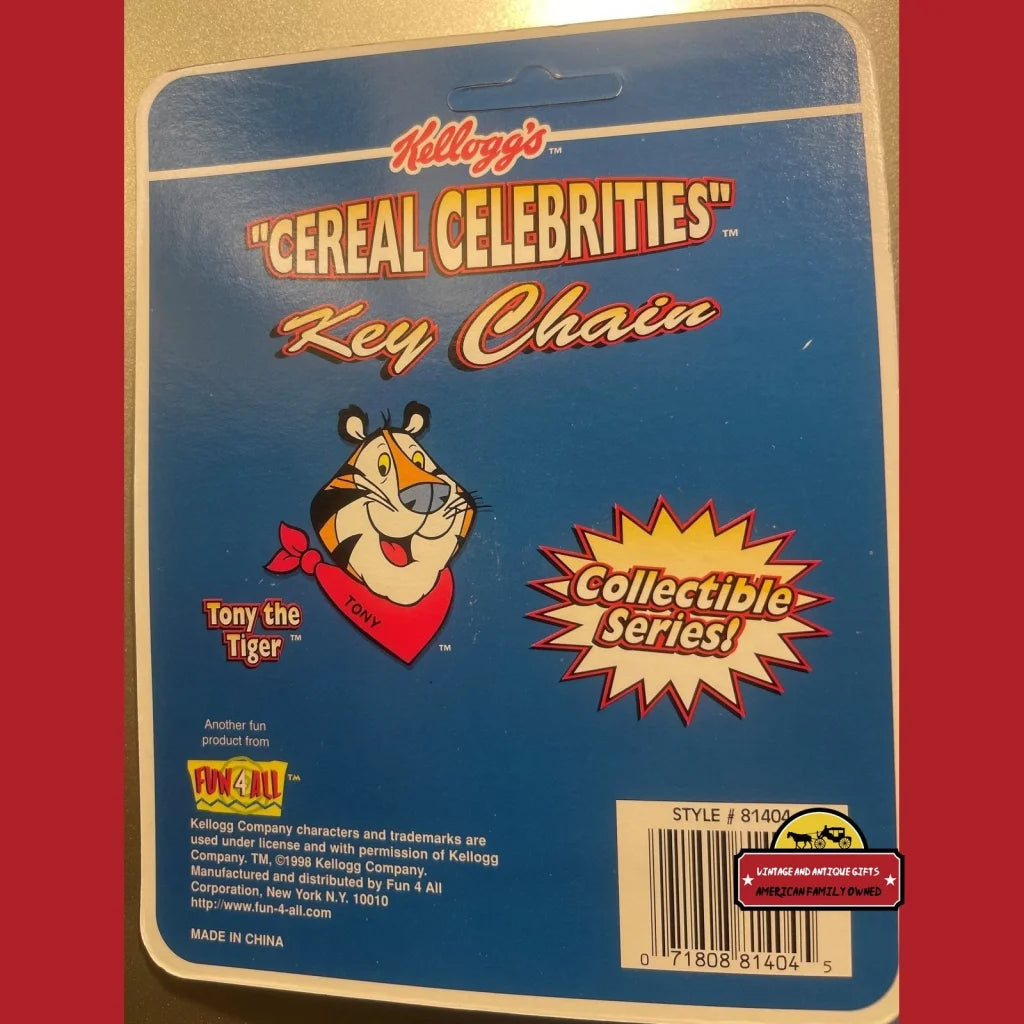 Kellogg's™
"CEREAL CELEBRITIES"™
Key Chain
TONY
Tony the
Tiger™
™
Collectible
Series!
Another fun
product from
FUN 4 ALL™
Kellogg Company characters and trademarks are
used under license and with permission of Kellogg
Company. TM, ©1998 Kellogg Company.
Manufactured and distributed by Fun 4 All
Corporation, New York N.Y. 10010
http://www.fun-4-all.com
MADE IN CHINA
STYLE # 81404
0 71808 81404 5
VINTAGE AND ANTIQUE GIFTS
AMERICAN FAMILY OWNED